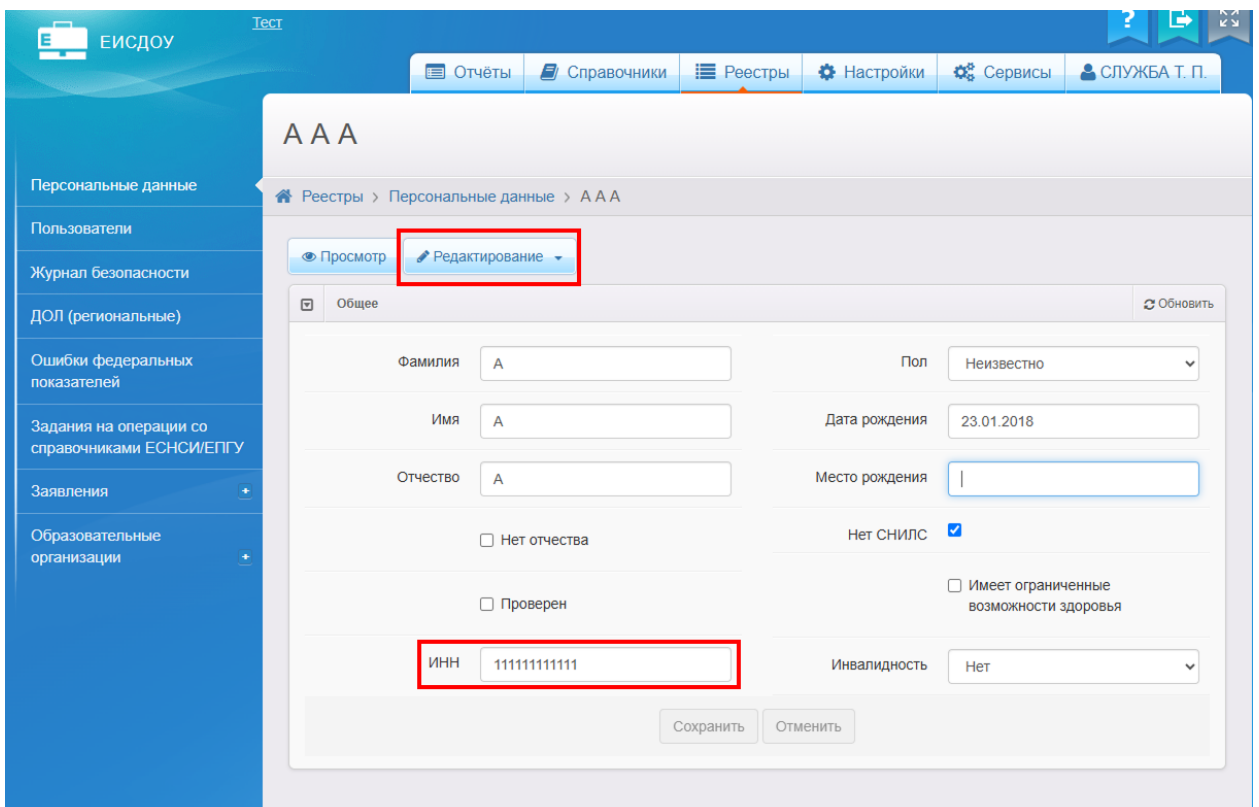 Тест
ЕИСДОУ
?
Отчёты
Справочники
Реестры
Настройки
Сервисы
СЛУЖБА Т. П.
А А А
Реестры > Персональные данные > А А А
Персональные данные
Пользователи
Журнал безопасности
ДОЛ (региональные)
Ошибки федеральных
показателей
Задания на операции со
справочниками ЕСНСИ/ЕПГУ
Заявления
Образовательные
организации
Просмотр
Редактирование
Общее
Обновить
Фамилия А
Пол Неизвестно
Имя А
Дата рождения 23.01.2018
Отчество А
Место рождения
Нет отчества
Нет СНИЛС
Проверен
Имеет ограниченные
возможности здоровья
ИНН 111111111111
Инвалидность Нет
Сохранить
Отменить